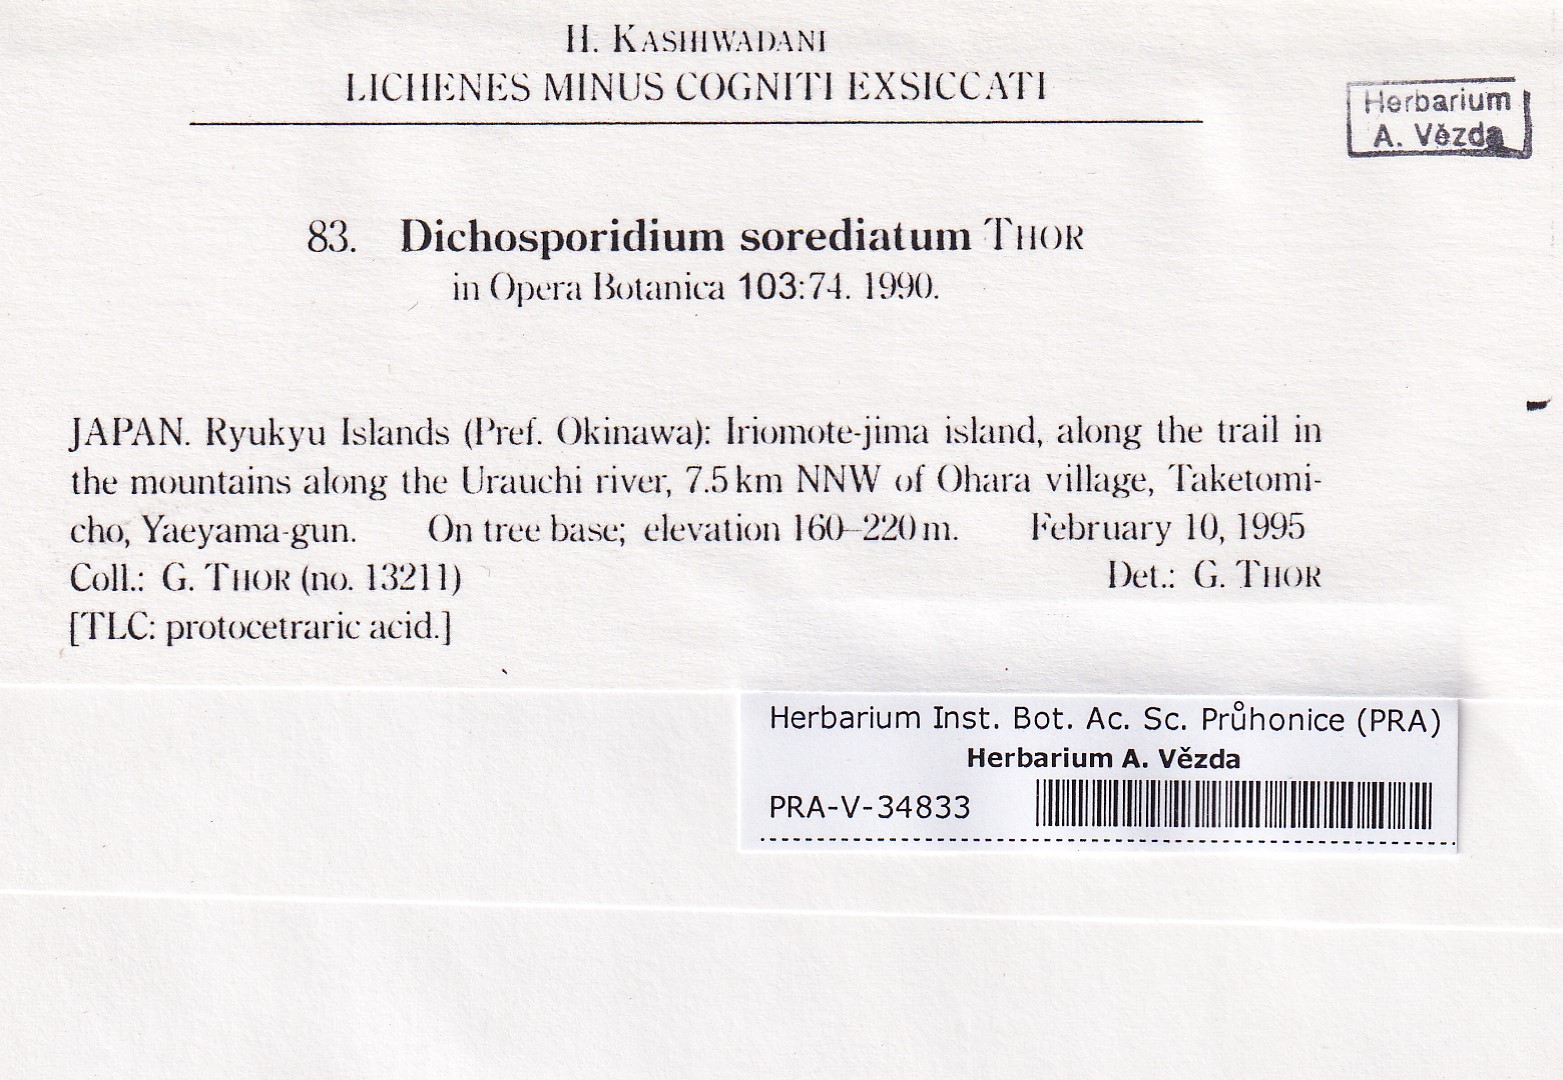 H. KASHIWADANI
LICHENES MINUS COGNITI EXSICCATI
Herbarium
A. Vězda
83. Dichosporidium sorediatum THOR
in Opera Botanica 103:74. 1990.
JAPAN. Ryukyu Islands (Pref. Okinawa): Iriomote-jima island, along the trail in
the mountains along the Urauchi river, 7.5 km NNW of Ohara village, Taketomi-
cho, Yaeyama-gun. On tree base; elevation 160–220 m. February 10, 1995
Coll.: G. THOR (no. 13211) Det.: G. THOR
[TLC: protocetraric acid.]
Herbarium Inst. Bot. Ac. Sc. Průhonice (PRA)
Herbarium A. Vězda
PRA-V-34833